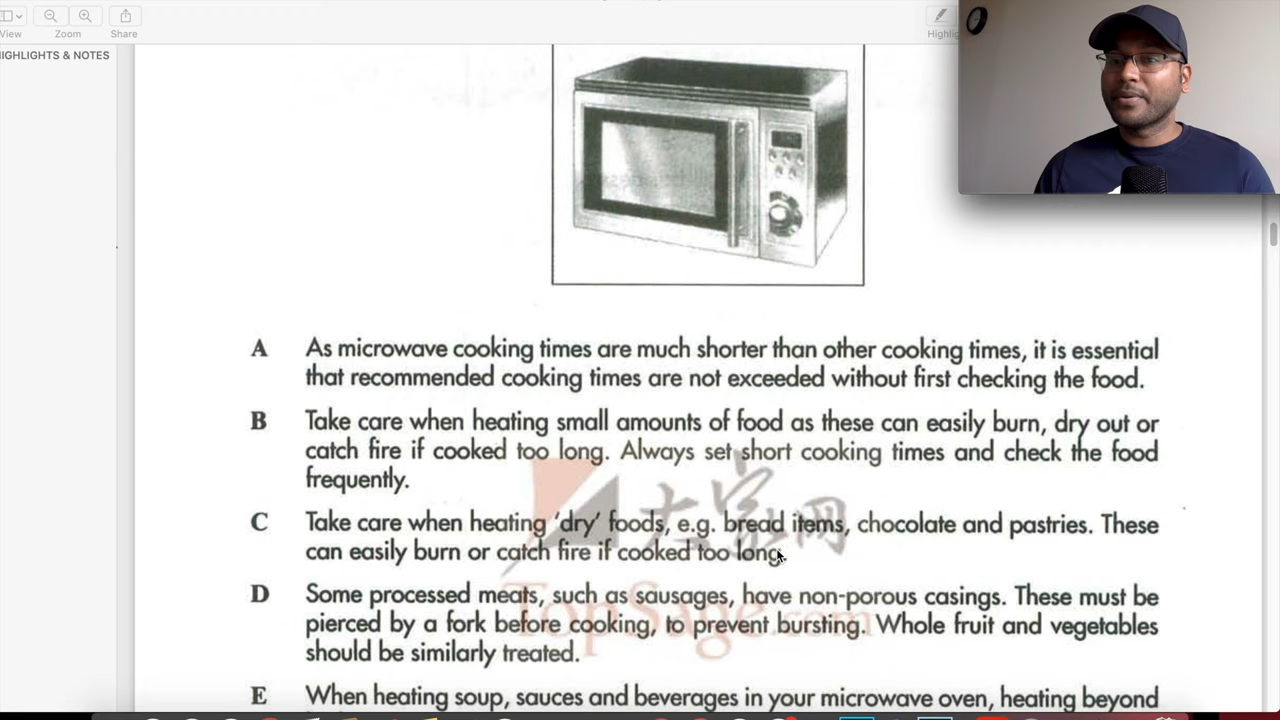 View
Zoom
Share
HIGHLIGHTS & NOTES
A As microwave cooking times are much shorter than other cooking times, it is essential
that recommended cooking times are not exceeded without first checking the food.
B Take care when heating small amounts of food as these can easily burn, dry out or
catch fire if cooked too long. Always set short cooking times and check the food
frequently.
C Take care when heating ‘dry’ foods, e.g. bread items, chocolate and pastries. These
can easily burn or catch fire if cooked too long.
D Some processed meats, such as sausages, have non-porous casings. These must be
pierced by a fork before cooking, to prevent bursting. Whole fruit and vegetables
should be similarly treated.
E When heating soup, sauces and beverages in your microwave oven, heating beyond
大家网
TopSage.com